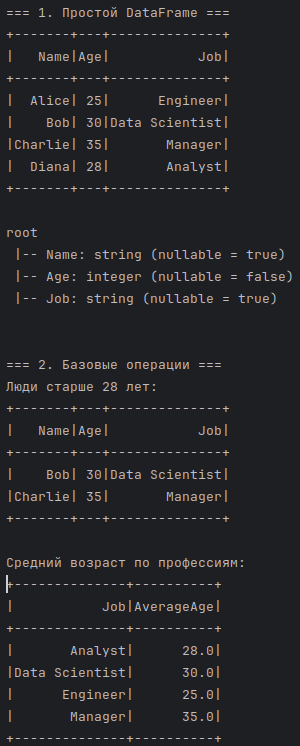 === 1. Простой DataFrame ===
+-------+---+--------------+
|   Name|Age|           Job|
+-------+---+--------------+
|  Alice| 25|      Engineer|
|    Bob| 30|Data Scientist|
|Charlie| 35|       Manager|
|  Diana| 28|       Analyst|
+-------+---+--------------+
root
 |-- Name: string (nullable = true)
 |-- Age: integer (nullable = false)
 |-- Job: string (nullable = true)
=== 2. Базовые операции ===
Люди старше 28 лет:
+-------+---+--------------+
|   Name|Age|           Job|
+-------+---+--------------+
|    Bob| 30|Data Scientist|
|Charlie| 35|       Manager|
+-------+---+--------------+
Средний возраст по профессиям:
+--------------+----------+
|           Job|AverageAge|
+--------------+----------+
|       Analyst|      28.0|
|Data Scientist|      30.0|
|      Engineer|      25.0|
|       Manager|      35.0|
+--------------+----------+